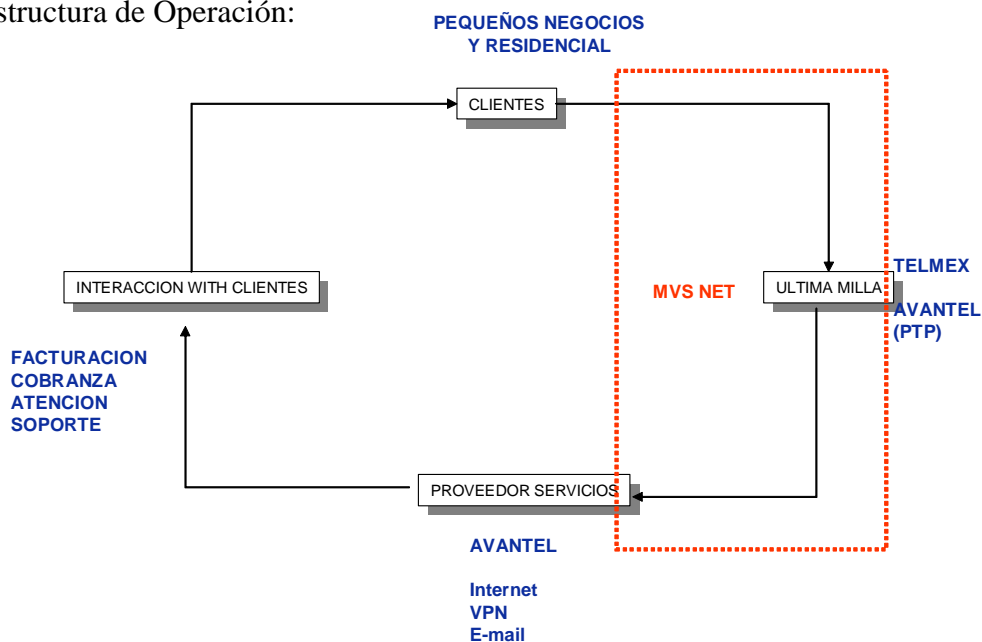 structura de Operación:
PEQUEÑOS NEGOCIOS
Y RESIDENCIAL
CLIENTES
INTERACCION WITH CLIENTES
MVS NET
ULTIMA MILLA
TELMEX
AVANTEL
(PTP)
FACTURACION
COBRANZA
ATENCION
SOPORTE
PROVEEDOR SERVICIOS
AVANTEL
Internet
VPN
E-mail